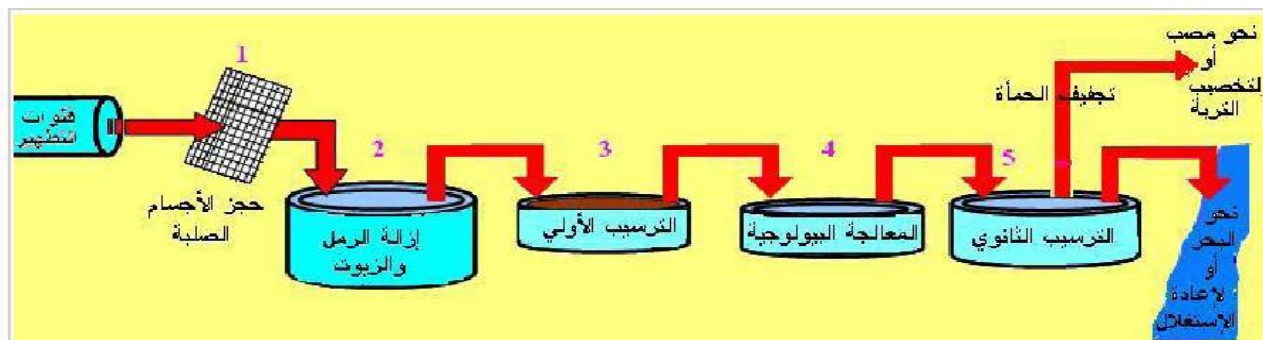 1
قنوات
التطهير
حجز الأجسام
الصلبة
2
إزالة الرمل
والزيوت
3
الترسيب الأولي
4
المعالجة البيولوجية
5
الترسيب الثانوي
تجفيف الحمأة
نحو مصب
أو
لتخصيب
التربة
نحو
البحر
أو
لإعادة
الإستغلال